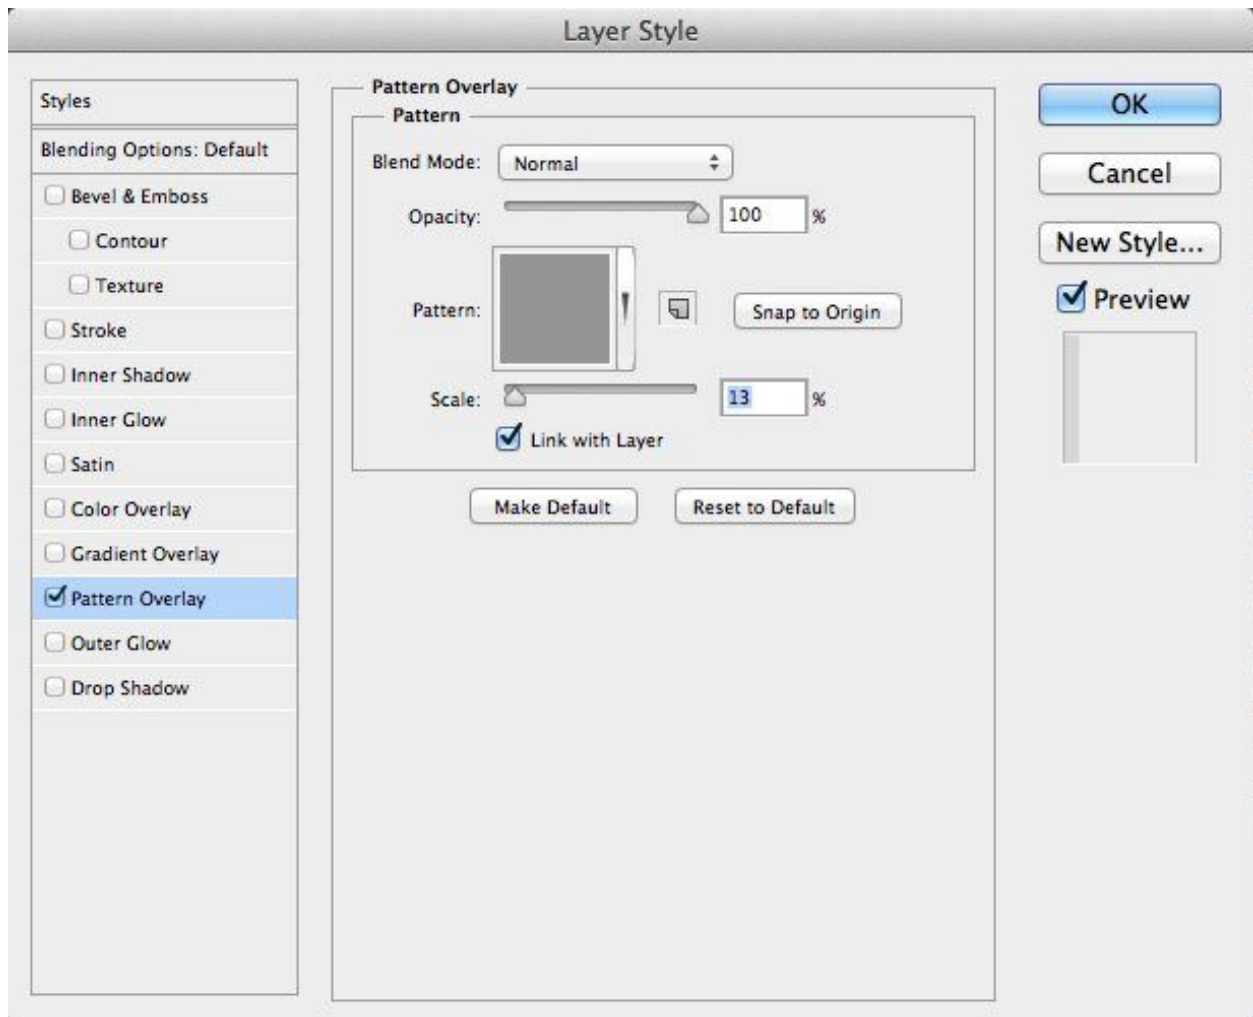 Layer Style
Styles
Blending Options: Default
Bevel & Emboss
Contour
Texture
Stroke
Inner Shadow
Inner Glow
Satin
Color Overlay
Gradient Overlay
Pattern Overlay
Outer Glow
Drop Shadow
Pattern Overlay
Pattern
Blend Mode: Normal
Opacity: 100 %
Pattern: Snap to Origin
Scale: 13 %
Link with Layer
Make Default Reset to Default
OK
Cancel
New Style...
Preview